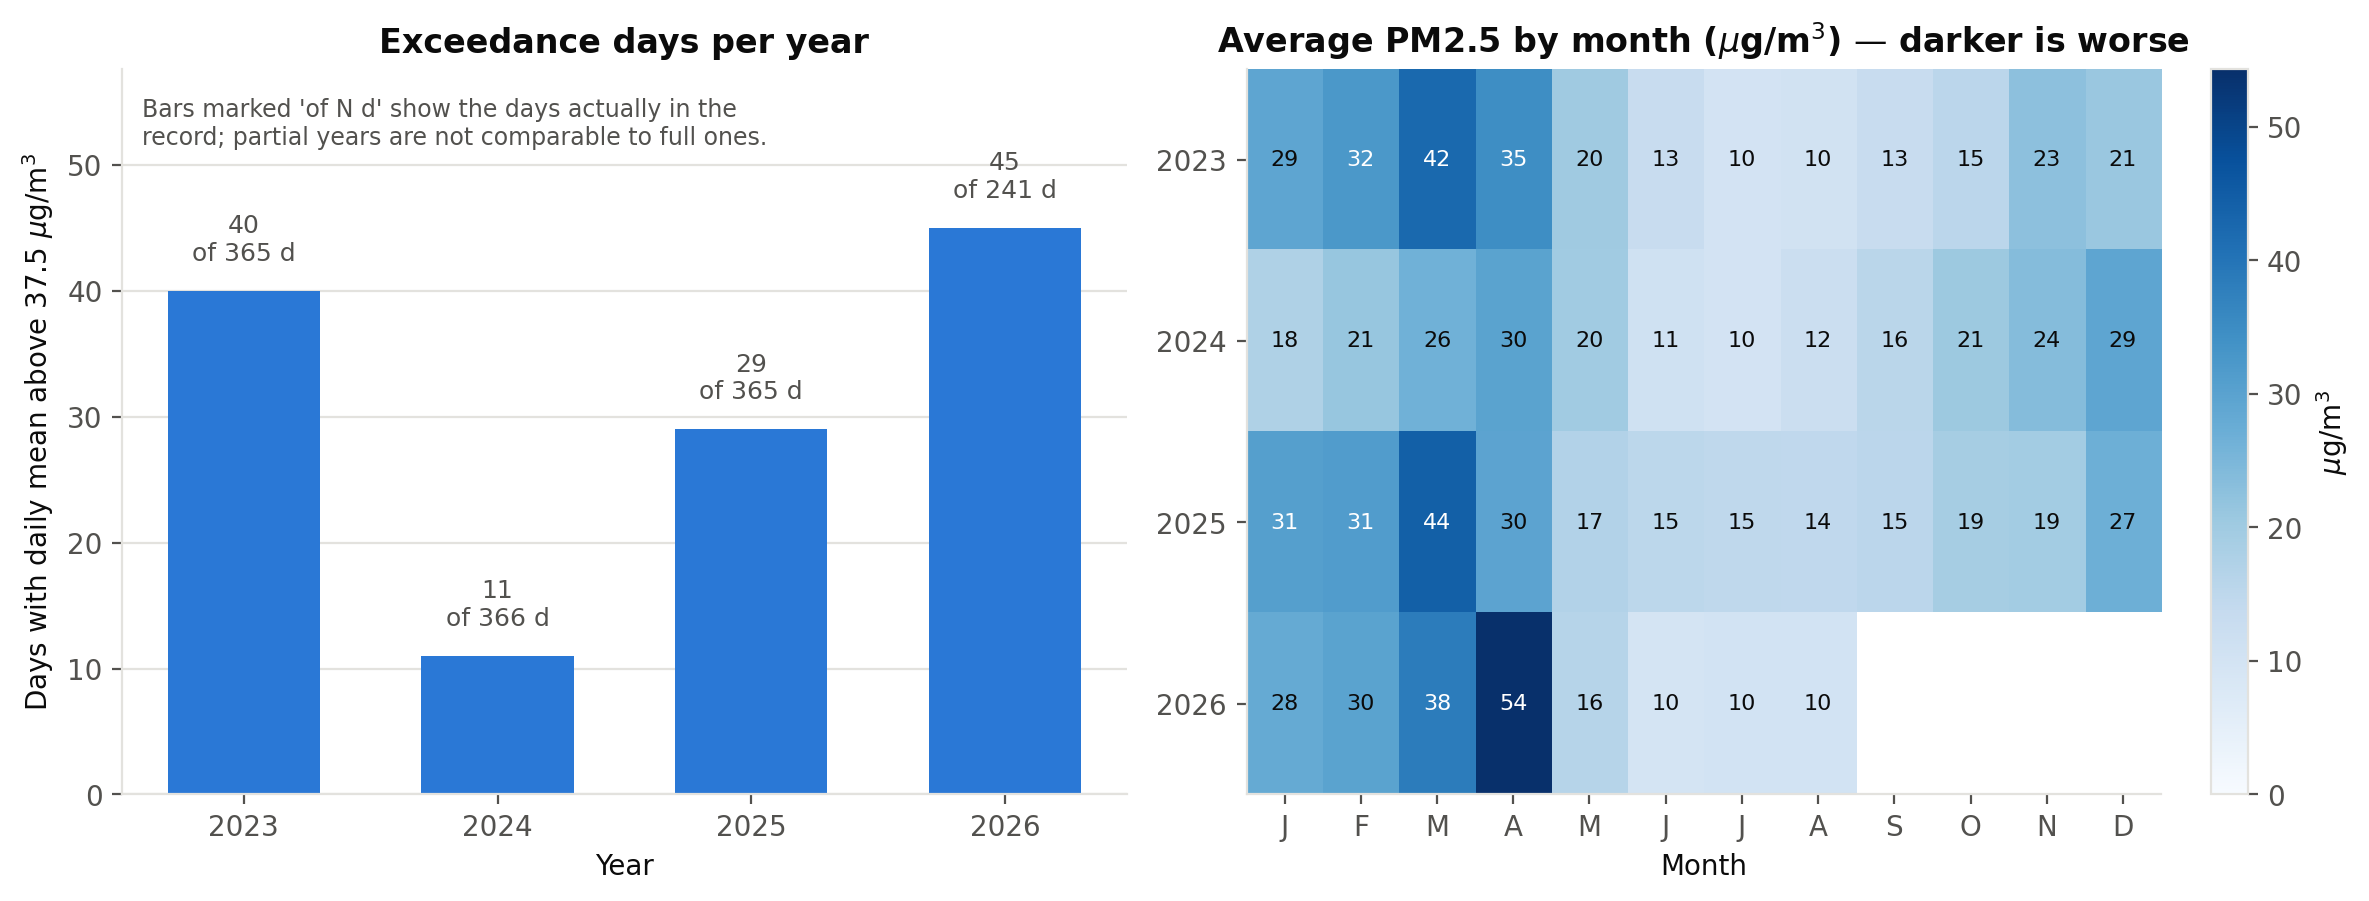 Exceedance days per year
Bars marked 'of N d' show the days actually in the
record; partial years are not comparable to full ones.
Days with daily mean above 37.5 μg/m³
50
40
30
20
10
0
40
of 365 d
11
of 366 d
29
of 365 d
45
of 241 d
2023 2024 2025 2026
Year
Average PM2.5 by month (μg/m³) — darker is worse
2023 29 32 42 35 20 13 10 10 13 15 23 21
2024 18 21 26 30 20 11 10 12 16 21 24 29
2025 31 31 44 30 17 15 15 14 15 19 19 27
2026 28 30 38 54 16 10 10 10
J F M A M J J A S O N D
Month
50
40
30
20
10
0
μg/m³